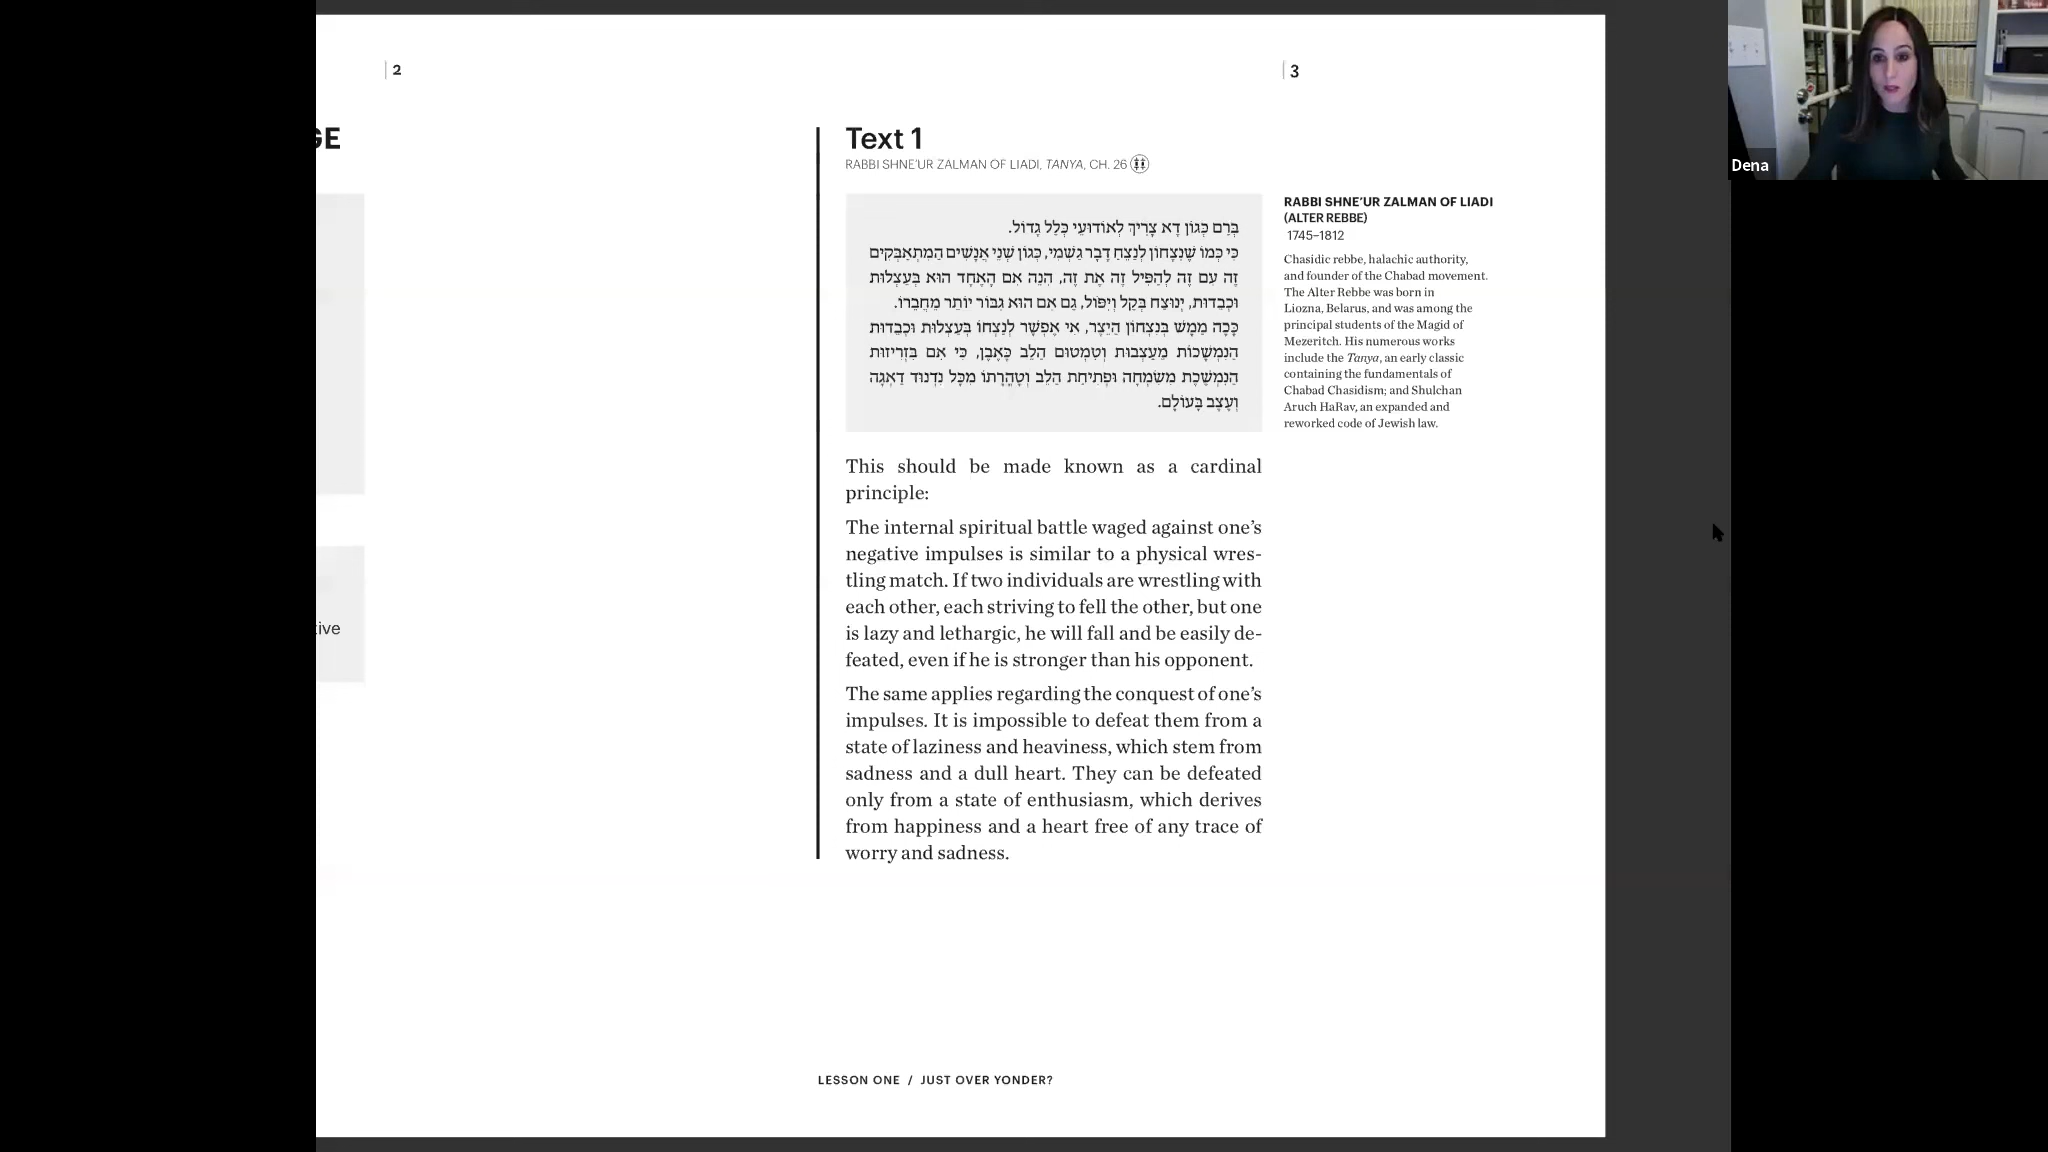 2
3
GE
tive
Text 1
RABBI SHNE'UR ZALMAN OF LIADI, TANYA, CH. 26
בְּרַם כְּגוֹן דָא צָרִיךְ לְאוֹדוּעֵי כְּלַל גָדוֹל.
כִּי כְּמוֹ שֶׁנִצָחוֹן לְנַצֵחַ דָבָר גַשְׁמִי, כְּגוֹן שְׁנֵי אֲנָשִׁים הַמִתְאַבְּקִים
זֶה עִם זֶה לְהַפִּיל זֶה אֶת זֶה, הִנֵה אִם הָאֶחָד הוּא בְּעַצְלוּת
וּכְבֵדוּת, יְנוּצַח בְּקַל וְיִפּוֹל, גַם אִם הוּא גִבּוֹר יוֹתֵר מֵחֲבֵרוֹ.
כָּכָה מַמָשׁ בְּנִצְחוֹן הַיֵצֶר, אִי אֶפְשָׁר לְנַצְחוֹ בְּעַצְלוּת וּכְבֵדוּת
הַנִמְשָׁכוֹת מֵעַצְבוּת וְטִמְטוּם הַלֵב כָּאֶבֶן, כִּי אִם בִּזְרִיזוּת
הַנִמְשֶׁכֶת מִשִׂמְחָה וּפְתִיחַת הַלֵב וְטָהֳרָתוֹ מִכָּל נִדְנוּד דַאֲגָה
וְעֶצֶב בָּעוֹלָם.
RABBI SHNE'UR ZALMAN OF LIADI
(ALTER REBBE)
1745–1812
Chasidic rebbe, halachic authority,
and founder of the Chabad movement.
The Alter Rebbe was born in
Liozna, Belarus, and was among the
principal students of the Magid of
Mezeritch. His numerous works
include the Tanya, an early classic
containing the fundamentals of
Chabad Chasidism; and Shulchan
Aruch HaRav, an expanded and
reworked code of Jewish law.
This should be made known as a cardinal
principle:
The internal spiritual battle waged against one's
negative impulses is similar to a physical wres-
tling match. If two individuals are wrestling with
each other, each striving to fell the other, but one
is lazy and lethargic, he will fall and be easily de-
feated, even if he is stronger than his opponent.
The same applies regarding the conquest of one's
impulses. It is impossible to defeat them from a
state of laziness and heaviness, which stem from
sadness and a dull heart. They can be defeated
only from a state of enthusiasm, which derives
from happiness and a heart free of any trace of
worry and sadness.
LESSON ONE / JUST OVER YONDER?
Dena